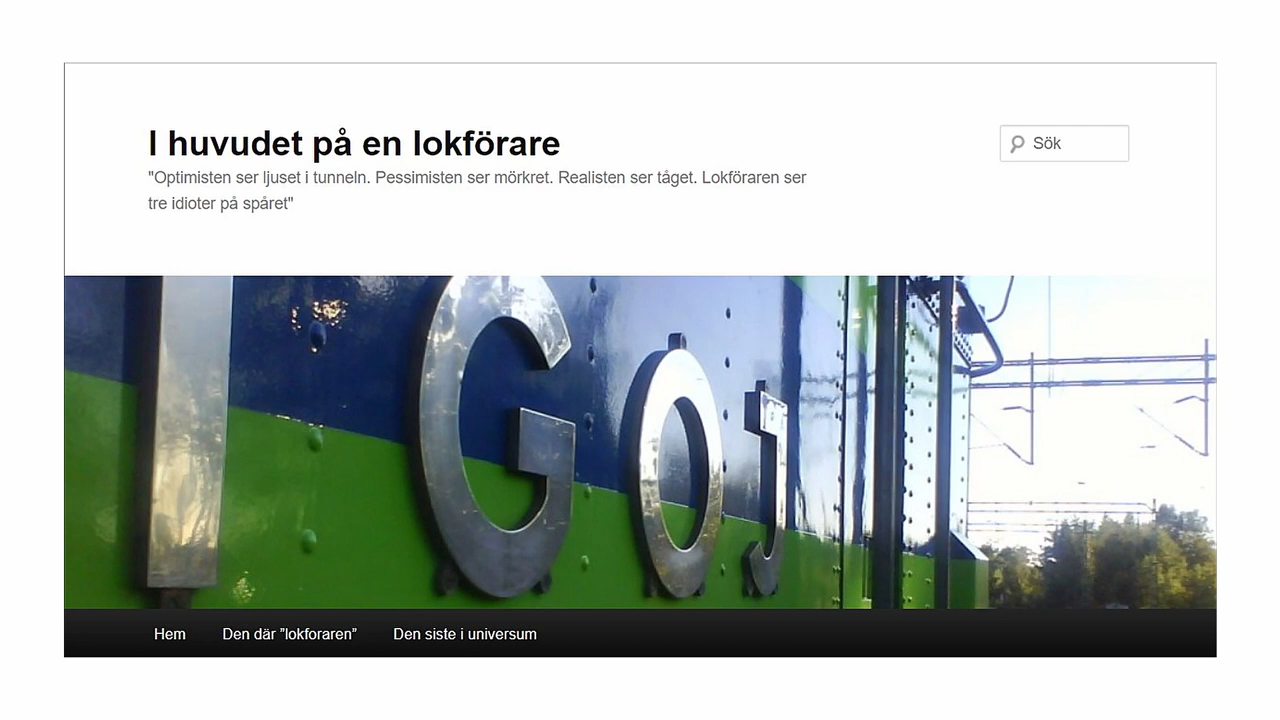 I huvudet på en lokförare
Sök
"Optimisten ser ljuset i tunneln. Pessimisten ser mörkret. Realisten ser tåget. Lokföraren ser
tre idioter på spåret"
T GOJ
Hem Den där ”lokforaren” Den siste i universum